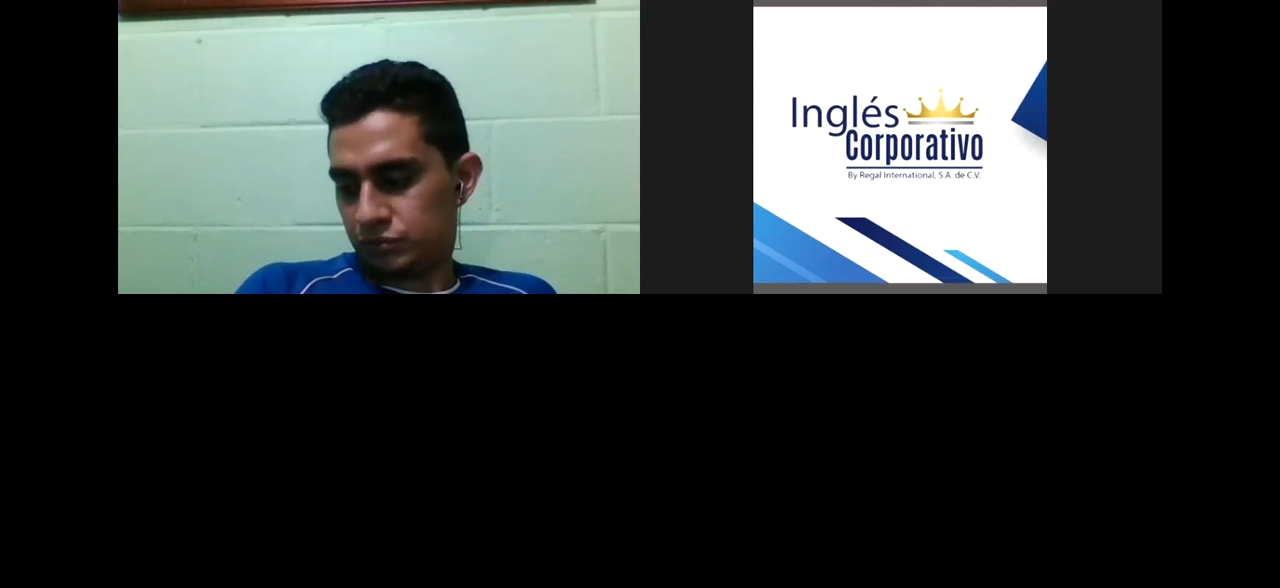 Inglés
Corporativo
By Regal International, S.A. de C.V.